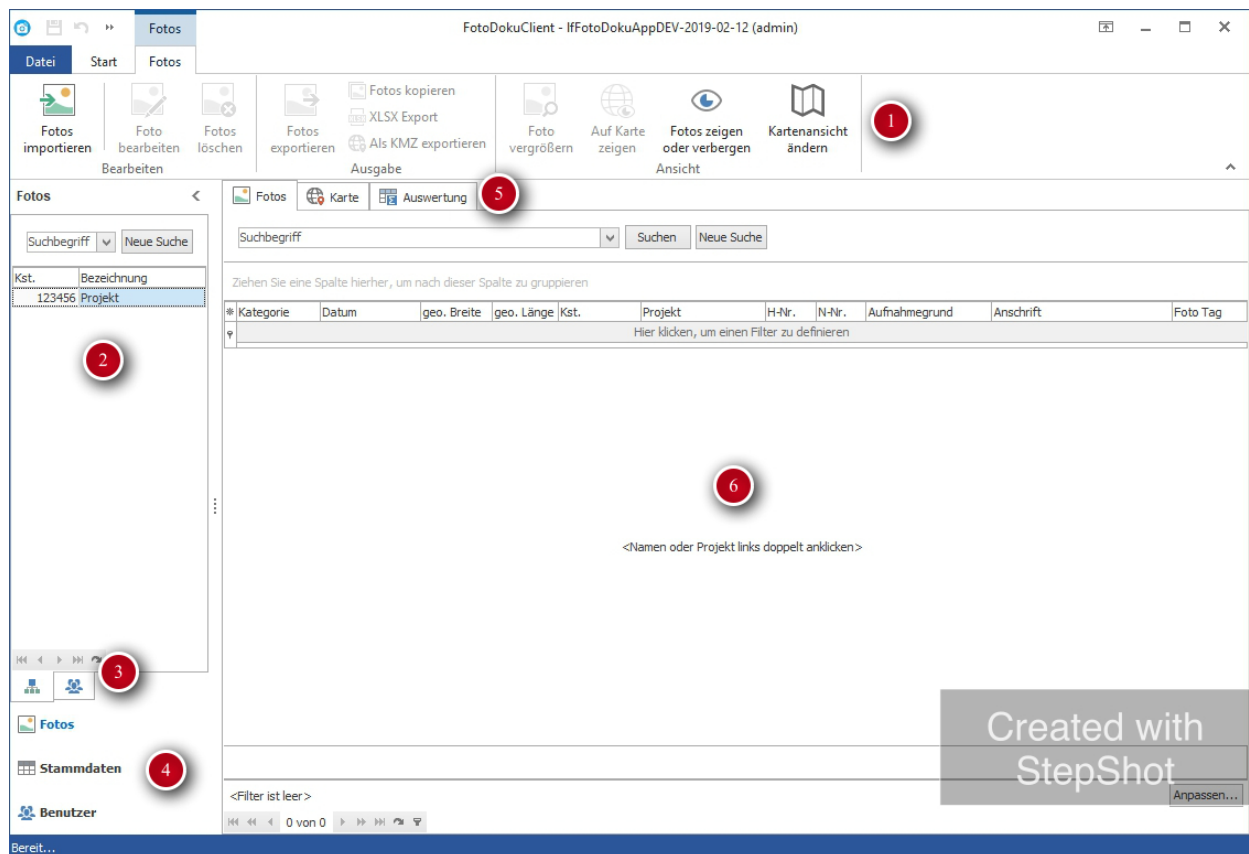 Fotos
FotoDokuClient - IfFotoDokuAppDEV-2019-02-12 (admin)
Datei Start Fotos
Fotos importieren
Foto bearbeiten
Fotos löschen
Bearbeiten
Fotos exportieren
Fotos kopieren
XLSX Export
Als KMZ exportieren
Ausgabe
Foto vergrößern
Auf Karte zeigen
Fotos zeigen oder verbergen
Kartenansicht ändern
Ansicht
1
Fotos
Suchbegriff Neue Suche
Kst. Bezeichnung
123456 Projekt
2
3
Fotos
Stammdaten
4
Benutzer
Fotos Karte Auswertung
5
Suchbegriff Suchen Neue Suche
Ziehen Sie eine Spalte hierher, um nach dieser Spalte zu gruppieren
Kategorie Datum geo. Breite geo. Länge Kst. Projekt H-Nr. N-Nr. Aufnahmegrund Anschrift Foto Tag
Hier klicken, um einen Filter zu definieren
6
<Namen oder Projekt links doppelt anklicken>
Created with
StepShot
<Filter ist leer> Anpassen...
0 von 0
Bereit...